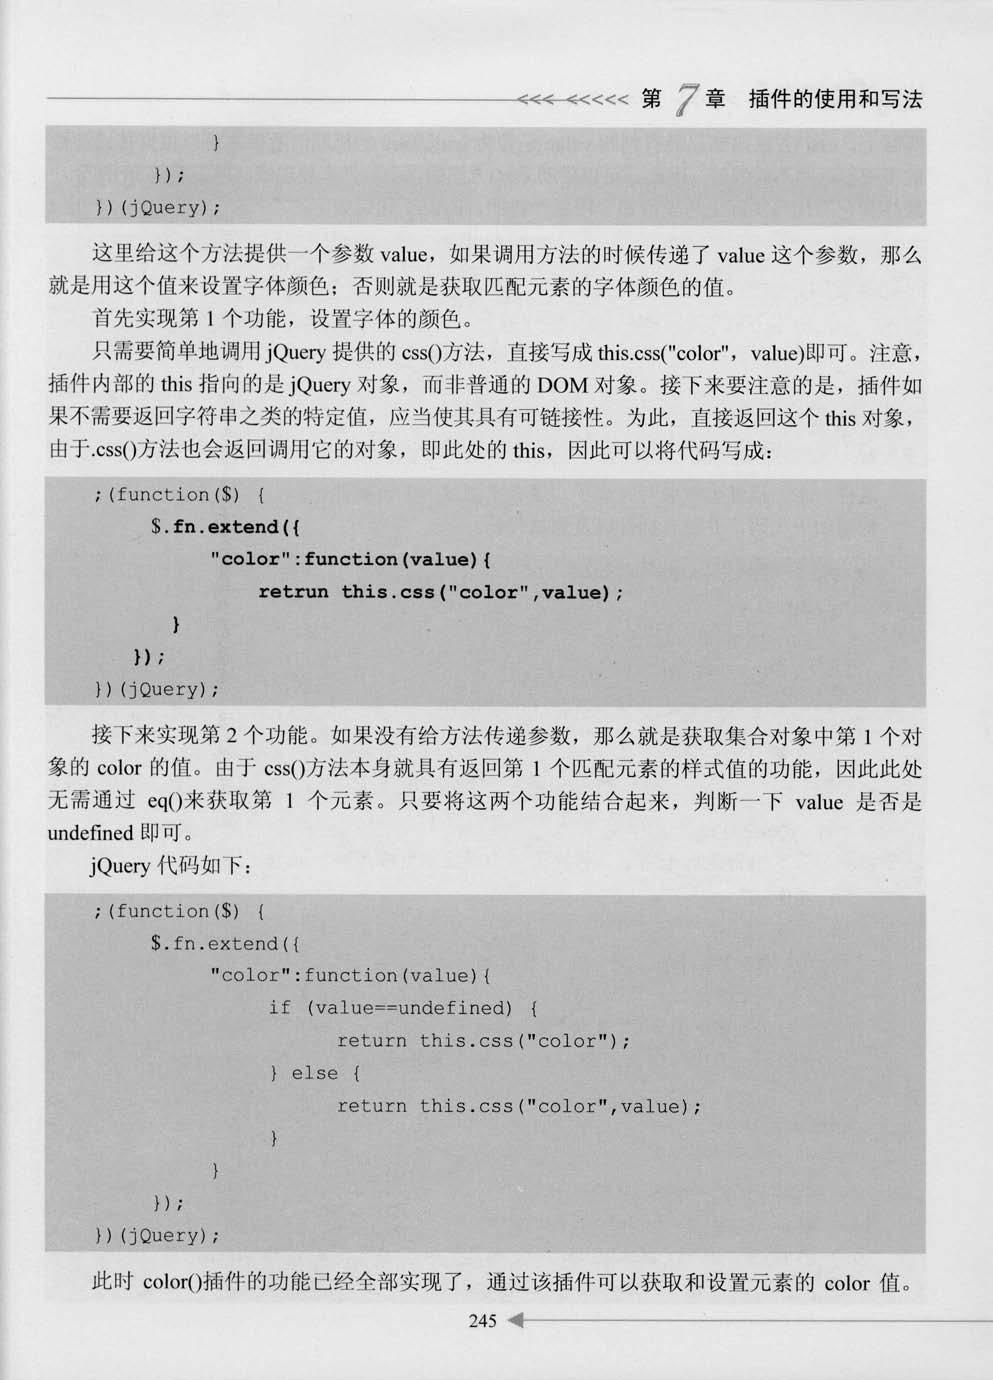 <<< <<<<< 第7章 插件的使用和写法
}
});
})(jQuery);
这里给这个方法提供一个参数 value，如果调用方法的时候传递了 value 这个参数，那么
就是用这个值来设置字体颜色；否则就是获取匹配元素的字体颜色的值。
首先实现第 1 个功能，设置字体的颜色。
只需要简单地调用 jQuery 提供的 css()方法，直接写成 this.css("color"，value)即可。注意，
插件内部的 this 指向的是 jQuery 对象，而非普通的 DOM 对象。接下来要注意的是，插件如
果不需要返回字符串之类的特定值，应当使其具有可链接性。为此，直接返回这个 this 对象，
由于.css()方法也会返回调用它的对象，即此处的 this，因此可以将代码写成：
;(function($) {
$.fn.extend({
"color":function(value){
retrun this.css("color",value);
}
});
})(jQuery);
接下来实现第 2 个功能。如果没有给方法传递参数，那么就是获取集合对象中第 1 个对
象的 color 的值。由于 css()方法本身就具有返回第 1 个匹配元素的样式值的功能，因此此处
无需通过 eq()来获取第 1 个元素。只要将这两个功能结合起来，判断一下 value 是否是
undefined 即可。
jQuery 代码如下：
;(function($) {
$.fn.extend({
"color":function(value){
if (value==undefined) {
return this.css("color");
} else {
return this.css("color",value);
}
}
});
})(jQuery);
此时 color()插件的功能已经全部实现了，通过该插件可以获取和设置元素的 color 值。
245